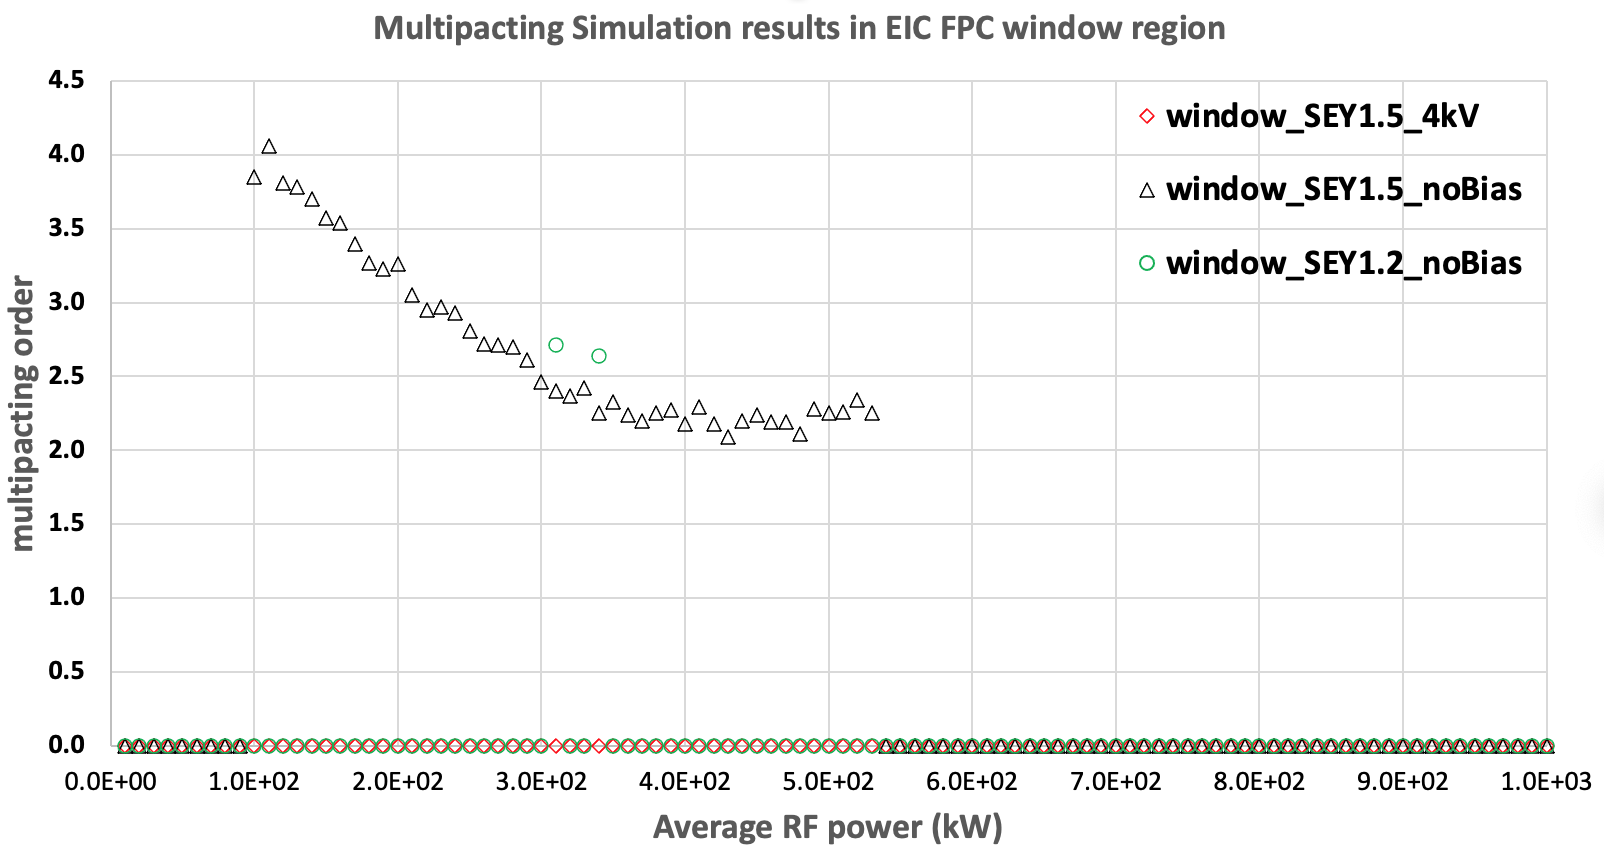 Multipacting Simulation results in EIC FPC window region
4.5
4.0
3.5
3.0
2.5
2.0
1.5
1.0
0.5
0.0
multipacting order
window_SEY1.5_4kV
window_SEY1.5_noBias
window_SEY1.2_noBias
0.0E+00 1.0E+02 2.0E+02 3.0E+02 4.0E+02 5.0E+02 6.0E+02 7.0E+02 8.0E+02 9.0E+02 1.0E+03
Average RF power (kW)